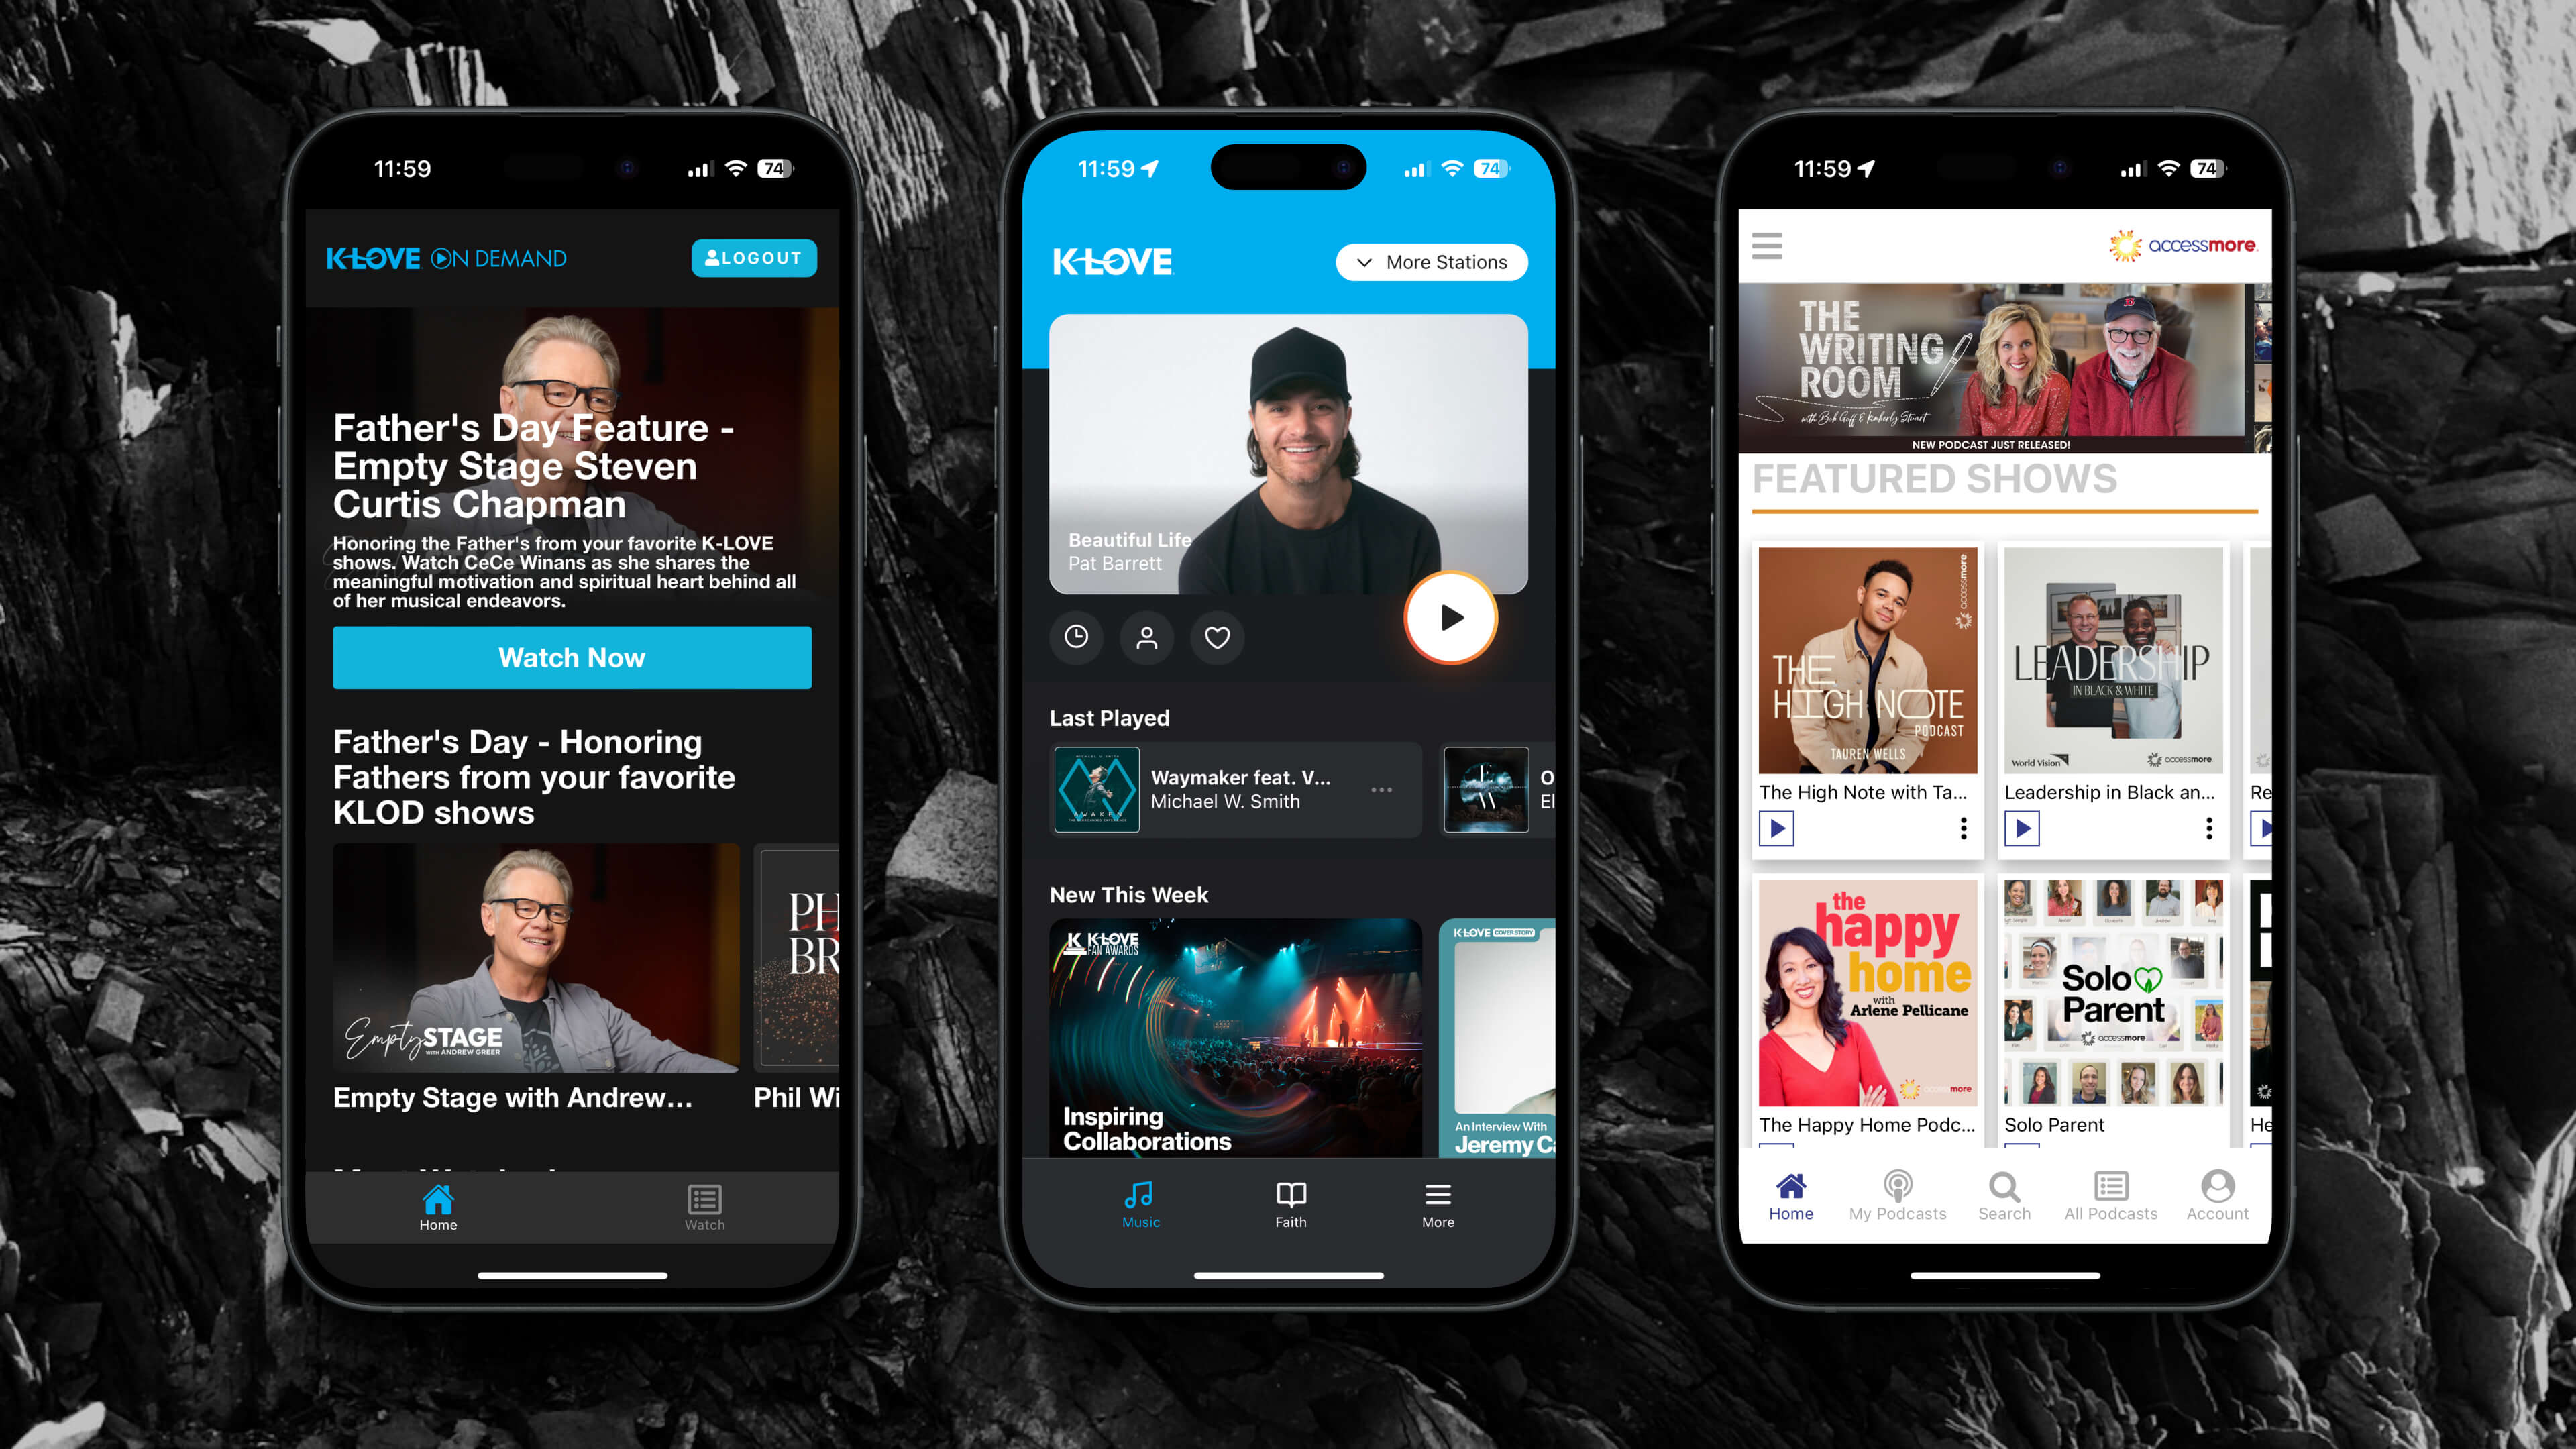 11:59
74
K-LOVE ON DEMAND
LOGOUT
Father's Day Feature -
Empty Stage Steven
Curtis Chapman
Honoring the Father's from your favorite K-LOVE
shows. Watch CeCe Winans as she shares the
meaningful motivation and spiritual heart behind all
of her musical endeavors.
Watch Now
Father's Day - Honoring
Fathers from your favorite
KLOD shows
Empty STAGE
WITH ANDREW GREER
PH
BR
Empty Stage with Andrew...
Phil Wi
Home
Watch
11:59
74
K-LOVE
More Stations
Beautiful Life
Pat Barrett
Last Played
MICHAEL W. SMITH
AWAKEN
Waymaker feat. V...
Michael W. Smith
O
El
New This Week
K-LOVE
FAN AWARDS
Inspiring
Collaborations
K-LOVE COVER STORY
An Interview With
Jeremy Ca
Music
Faith
More
11:59
74
accessmore.
THE
WRITING
ROOM
with Bob Goff & Kimberly Stuart
NEW PODCAST JUST RELEASED!
FEATURED SHOWS
accessmore
THE
HIGH NOTE
PODCAST
TAUREN WELLS
The High Note with Ta...
LEADERSHIP
IN BLACK & WHITE
World Vision
accessmore
Leadership in Black an...
Re
the
happy
home
with
Arlene Pellicane
accessmore
The Happy Home Podc...
Solo
Parent
accessmore
Solo Parent
He
Home
My Podcasts
Search
All Podcasts
Account